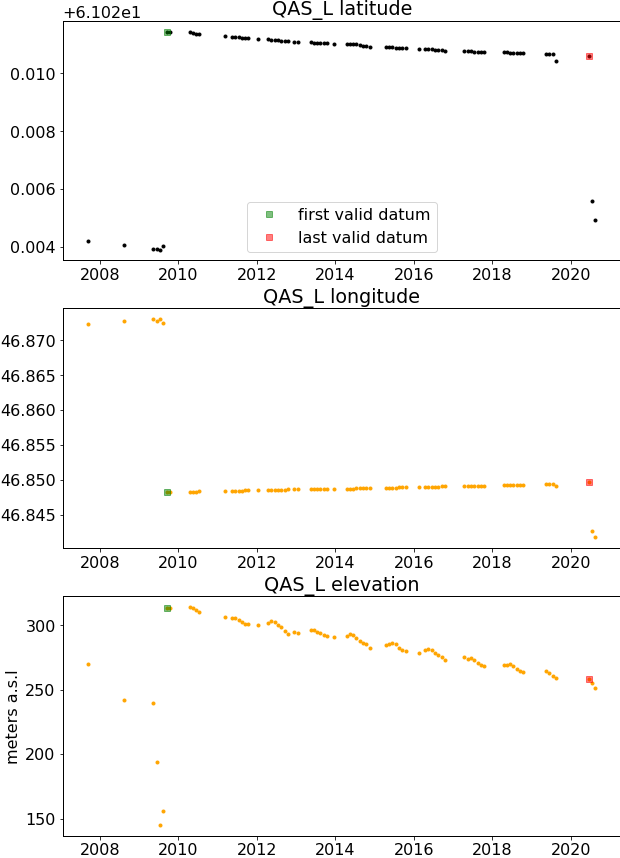 QAS_L latitude
+6.102e1
0.010
0.008
0.006
0.004
first valid datum
last valid datum
2008 2010 2012 2014 2016 2018 2020
QAS_L longitude
46.870
46.865
46.860
46.855
46.850
46.845
2008 2010 2012 2014 2016 2018 2020
QAS_L elevation
meters a.s.l
300
250
200
150
2008 2010 2012 2014 2016 2018 2020